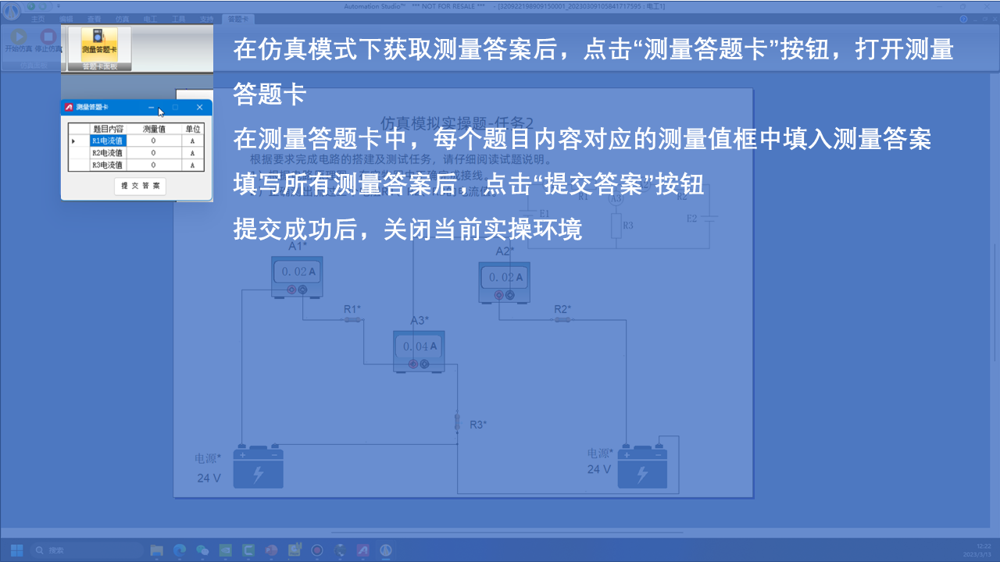 Automation Studio™ *** NOT FOR RESALE *** - [320922198909150001_20230309105841717595 : 电工1]
主页 编辑 查看 仿真 电工 工具 支持 答题卡
开始仿真 停止仿真
测量答题卡
答题卡面板
在仿真模式下获取测量答案后，点击“测量答题卡”按钮，打开测量
答题卡
测量答题卡
题目内容 测量值 单位
R1电流值 0 A
R2电流值 0 A
R3电流值 0 A
提 交 答 案
仿真模拟实操题-任务2
在测量答题卡中，每个题目内容对应的测量值框中填入测量答案
根据要求完成电路的搭建及测试任务，请仔细阅读试题说明。
填写所有测量答案后，点击“提交答案”按钮
R1 A3 R2
E1 R3 E2
提交成功后，关闭当前实操环境
A1* A2*
0.02 A 0.02 A
R1* R2*
A3*
0.04 A
R3*
电源* 电源*
24 V 24 V
搜索
12:22
2023/3/13